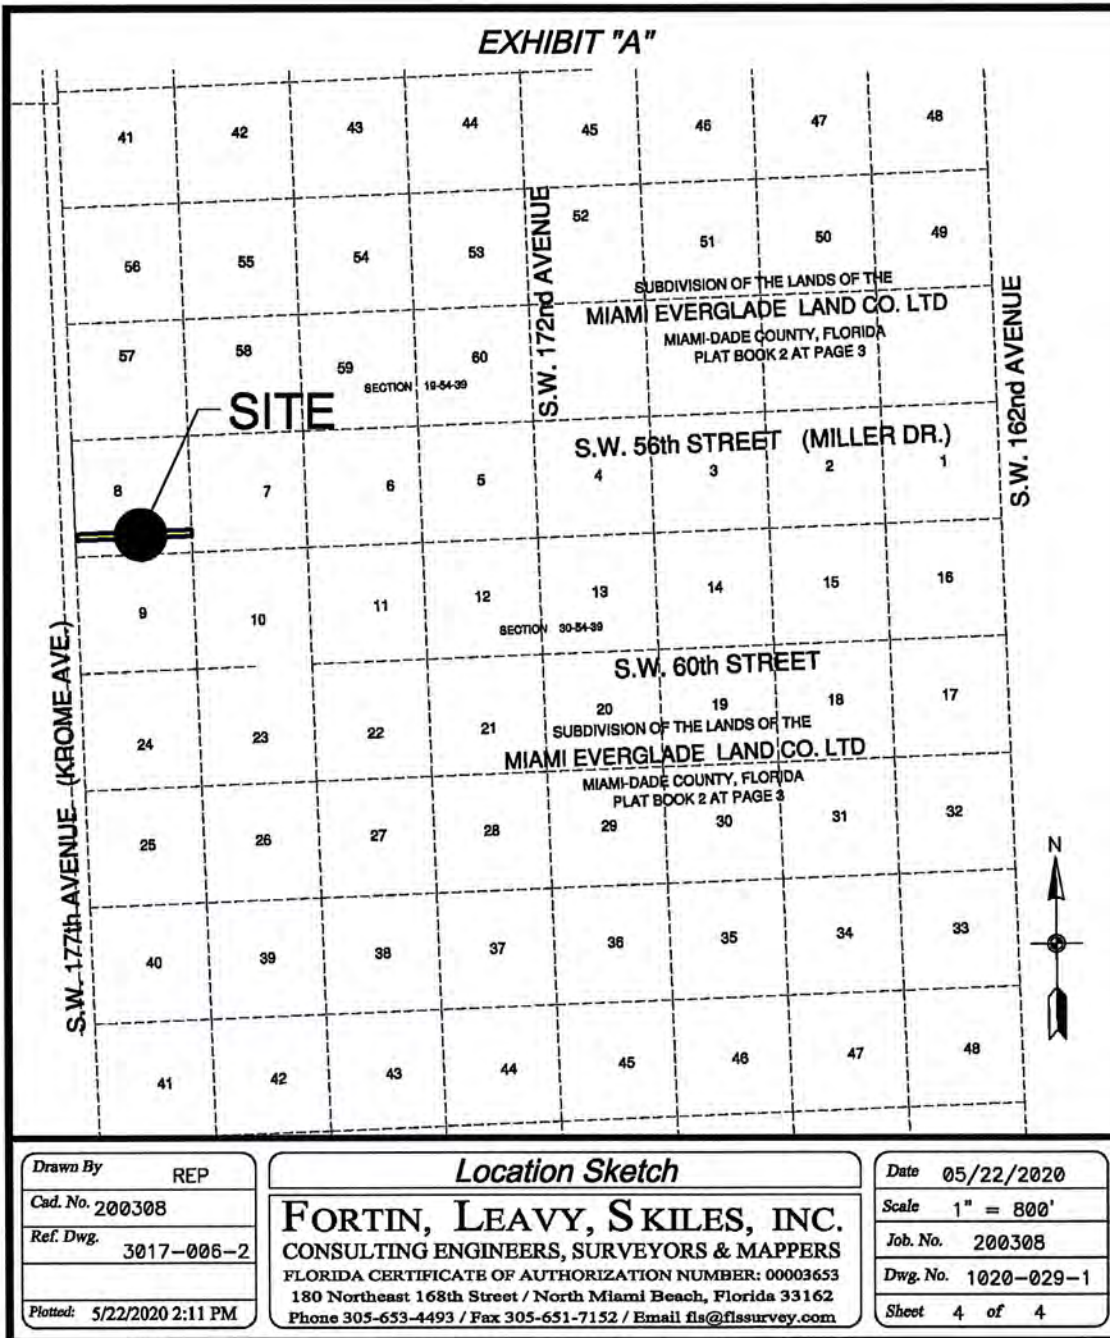 EXHIBIT "A"
41 42 43 44 45 46 47 48
56 55 54 53 52 51 50 49
S.W. 172nd AVENUE
SUBDIVISION OF THE LANDS OF THE
MIAMI EVERGLADE LAND CO. LTD
MIAMI-DADE COUNTY, FLORIDA
PLAT BOOK 2 AT PAGE 3
S.W. 162nd AVENUE
57 58 59 60
SECTION 19-54-39
SITE
S.W. 56th STREET (MILLER DR.)
8 7 6 5 4 3 2 1
9 10 11 12 13 14 15 16
SECTION 30-54-39
S.W. 60th STREET
S.W. 177th AVENUE (KROME AVE.)
24 23 22 21 20 19 18 17
SUBDIVISION OF THE LANDS OF THE
MIAMI EVERGLADE LAND CO. LTD
MIAMI-DADE COUNTY, FLORIDA
PLAT BOOK 2 AT PAGE 3
25 26 27 28 29 30 31 32
N
40 39 38 37 36 35 34 33
41 42 43 44 45 46 47 48
Drawn By REP
Cad. No. 200308
Ref. Dwg.
3017-006-2
Plotted: 5/22/2020 2:11 PM
Location Sketch
FORTIN, LEAVY, SKILES, INC.
CONSULTING ENGINEERS, SURVEYORS & MAPPERS
FLORIDA CERTIFICATE OF AUTHORIZATION NUMBER: 00003653
180 Northeast 168th Street / North Miami Beach, Florida 33162
Phone 305-653-4493 / Fax 305-651-7152 / Email fls@flssurvey.com
Date 05/22/2020
Scale 1" = 800'
Job. No. 200308
Dwg. No. 1020-029-1
Sheet 4 of 4